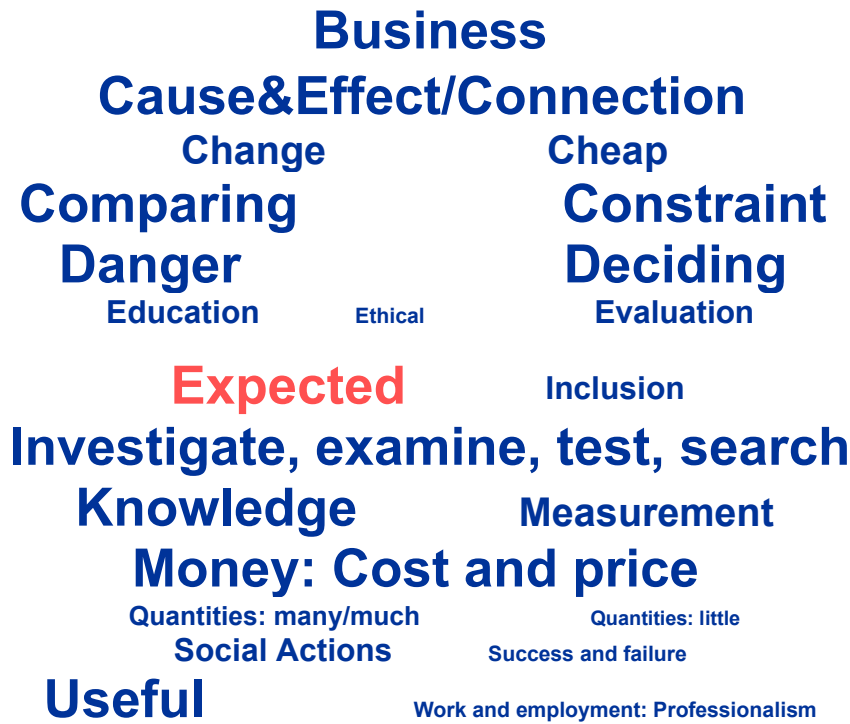 Business
Cause&Effect/Connection
Change Cheap
Comparing Constraint
Danger Deciding
Education Ethical Evaluation
Expected Inclusion
Investigate, examine, test, search
Knowledge Measurement
Money: Cost and price
Quantities: many/much Quantities: little
Social Actions Success and failure
Useful Work and employment: Professionalism